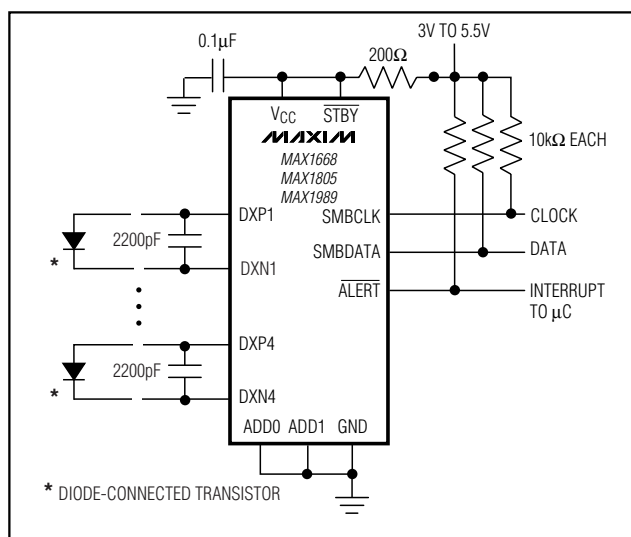 3V TO 5.5V
0.1µF
200Ω
VCC
STBY
MAXIM
MAX1668
MAX1805
MAX1989
10kΩ EACH
DXP1
SMBCLK
CLOCK
2200pF
*
DXN1
SMBDATA
DATA
ALERT
INTERRUPT
TO µC
DXP4
2200pF
*
DXN4
ADD0 ADD1 GND
* DIODE-CONNECTED TRANSISTOR